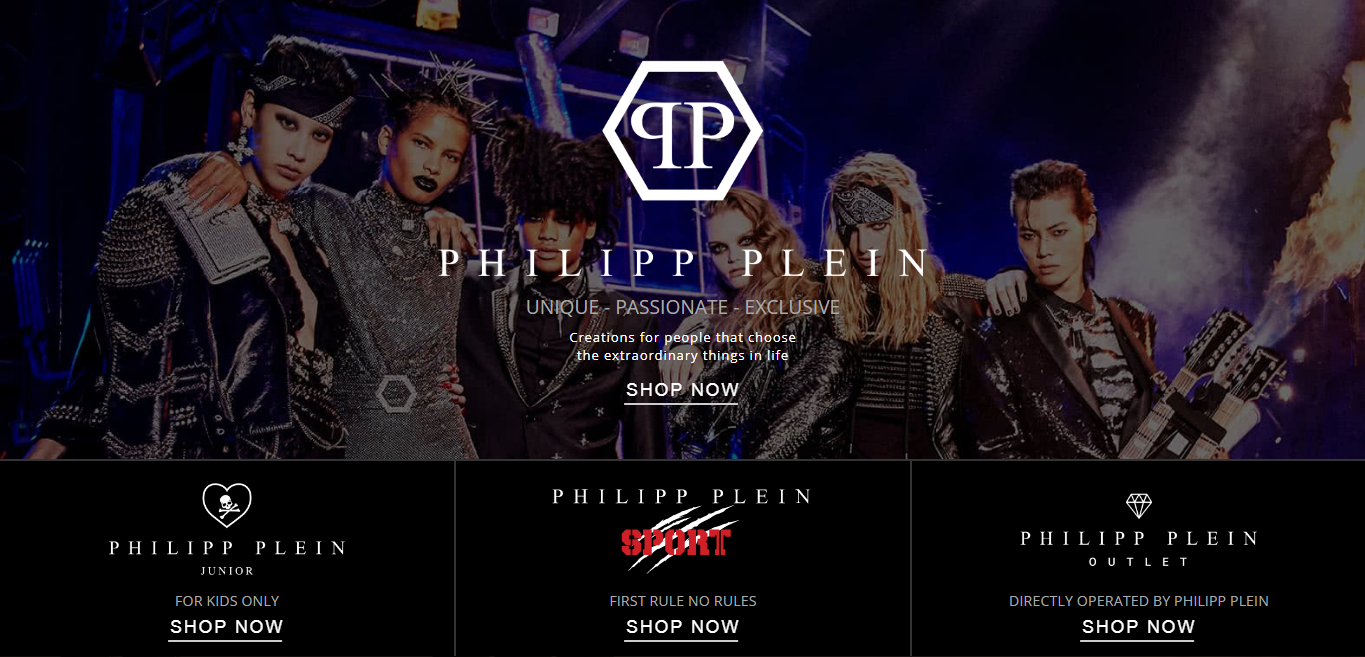 PP
PHILIPP PLEIN
UNIQUE - PASSIONATE - EXCLUSIVE
Creations for people that choose
the extraordinary things in life
SHOP NOW
PHILIPP PLEIN
JUNIOR
FOR KIDS ONLY
SHOP NOW
PHILIPP PLEIN
SPORT
FIRST RULE NO RULES
SHOP NOW
PHILIPP PLEIN
OUTLET
DIRECTLY OPERATED BY PHILIPP PLEIN
SHOP NOW